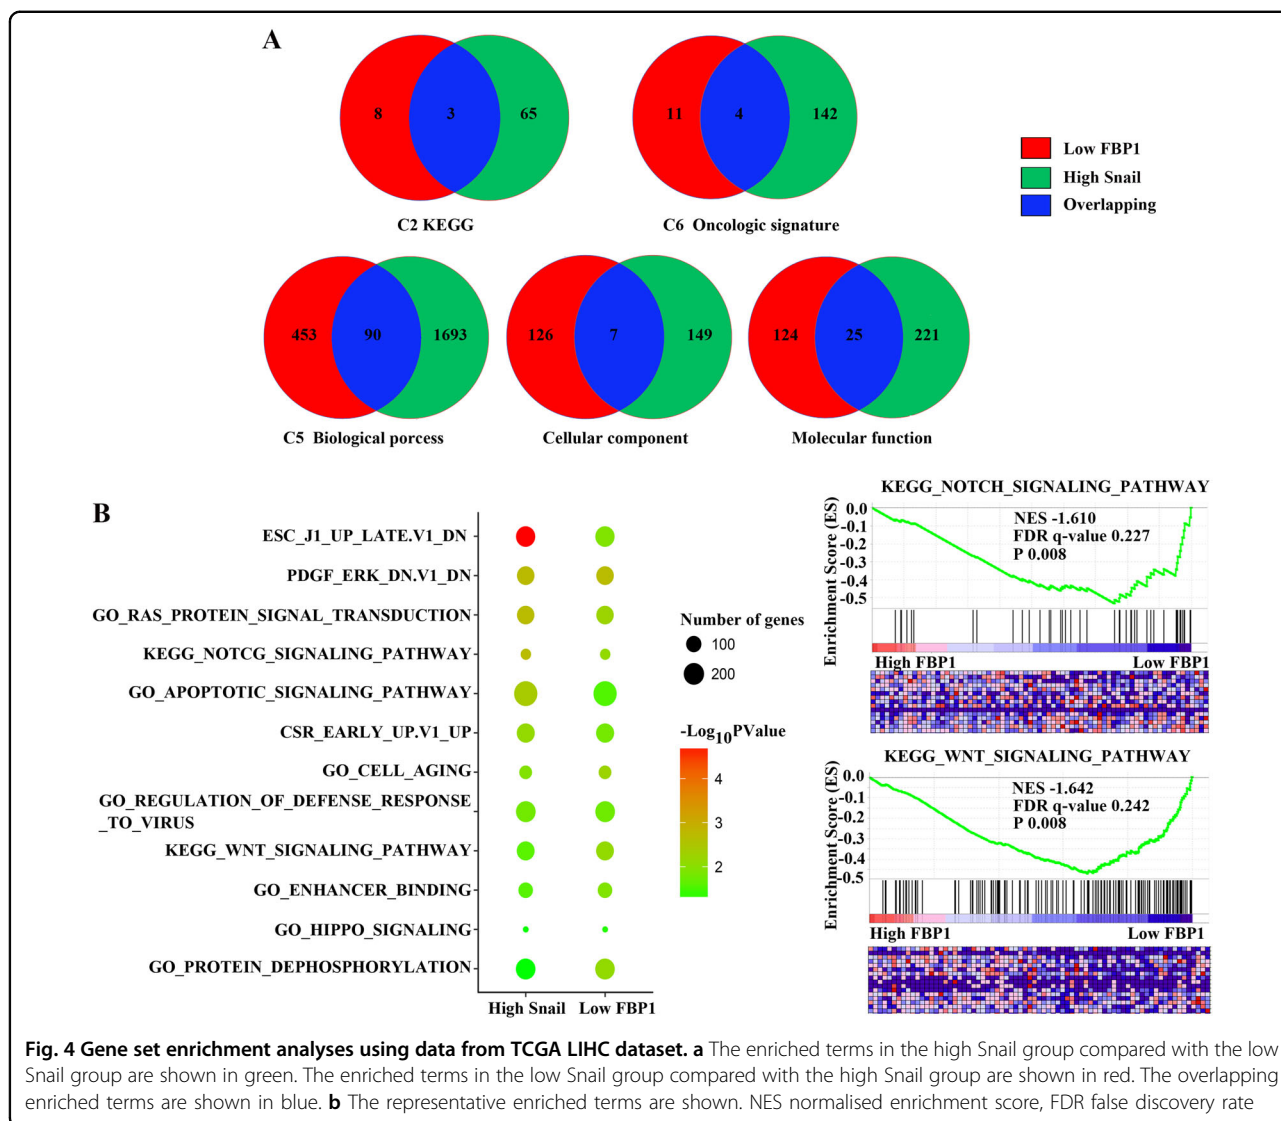 A
8
3
65
C2 KEGG
11
4
142
C6 Oncologic signature
Low FBP1
High Snail
Overlapping
453
90
1693
C5 Biological porcess
126
7
149
Cellular component
124
25
221
Molecular function
B
ESC_J1_UP_LATE.V1_DN
PDGF_ERK_DN.V1_DN
GO_RAS_PROTEIN_SIGNAL_TRANSDUCTION
KEGG_NOTCG_SIGNALING_PATHWAY
GO_APOPTOTIC_SIGNALING_PATHWAY
CSR_EARLY_UP.V1_UP
GO_CELL_AGING
GO_REGULATION_OF_DEFENSE_RESPONSE
_TO_VIRUS
KEGG_WNT_SIGNALING_PATHWAY
GO_ENHANCER_BINDING
GO_HIPPO_SIGNALING
GO_PROTEIN_DEPHOSPHORYLATION
High Snail Low FBP1
Number of genes
100
200
-Log10PValue
4
3
2
KEGG_NOTCH_SIGNALING_PATHWAY
Enrichment Score (ES)
0.0
-0.1
-0.2
-0.3
-0.4
-0.5
NES -1.610
FDR q-value 0.227
P 0.008
High FBP1 Low FBP1
KEGG_WNT_SIGNALING_PATHWAY
Enrichment Score (ES)
0.0
-0.1
-0.2
-0.3
-0.4
-0.5
NES -1.642
FDR q-value 0.242
P 0.008
High FBP1 Low FBP1
Fig. 4 Gene set enrichment analyses using data from TCGA LIHC dataset. a The enriched terms in the high Snail group compared with the low
Snail group are shown in green. The enriched terms in the low Snail group compared with the high Snail group are shown in red. The overlapping
enriched terms are shown in blue. b The representative enriched terms are shown. NES normalised enrichment score, FDR false discovery rate